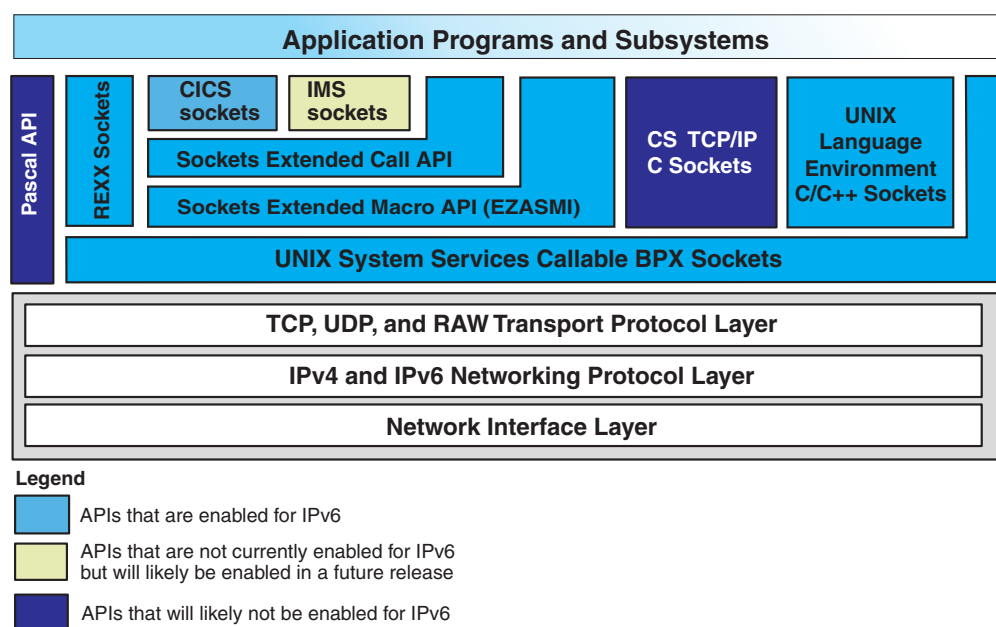 Application Programs and Subsystems
Pascal API
REXX Sockets
CICS
sockets
IMS
sockets
Sockets Extended Call API
Sockets Extended Macro API (EZASMI)
CS TCP/IP
C Sockets
UNIX
Language
Environment
C/C++ Sockets
UNIX System Services Callable BPX Sockets
TCP, UDP, and RAW Transport Protocol Layer
IPv4 and IPv6 Networking Protocol Layer
Network Interface Layer
Legend
APIs that are enabled for IPv6
APIs that are not currently enabled for IPv6
but will likely be enabled in a future release
APIs that will likely not be enabled for IPv6